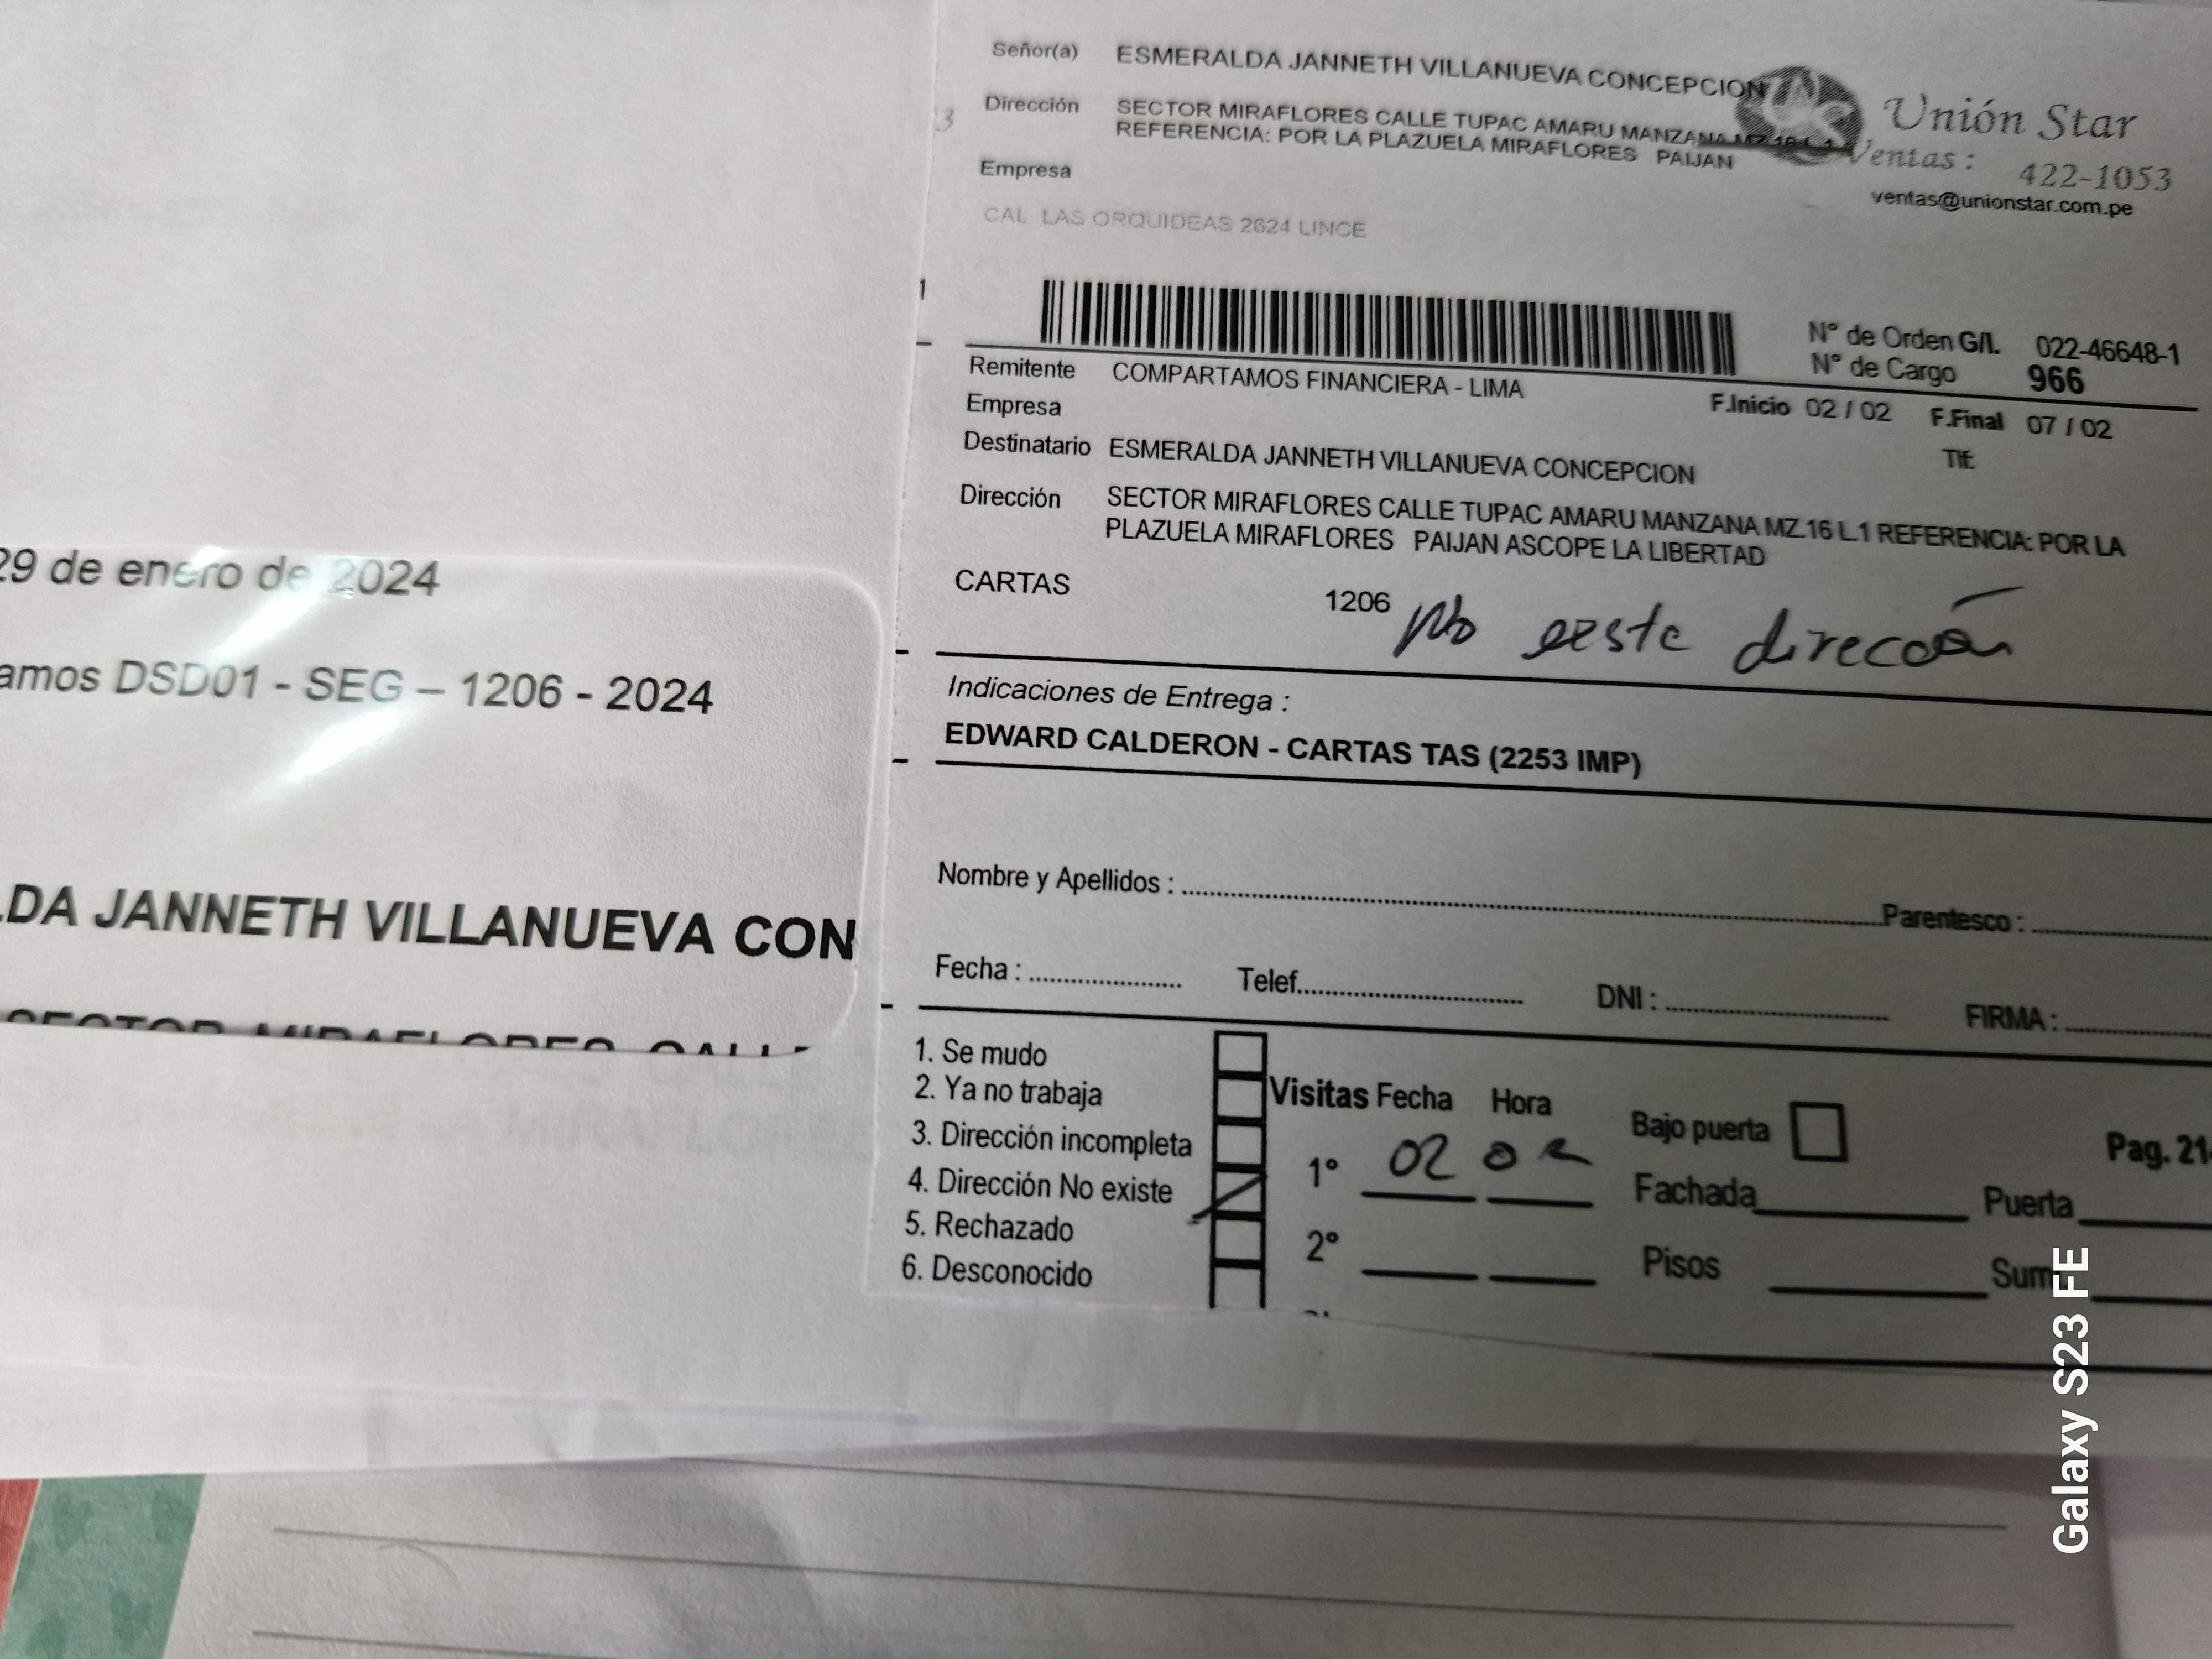 29 de enero de 2024
amos DSD01 - SEG – 1206 - 2024
LDA JANNETH VILLANUEVA CON
SECTOR MIRAFLORES CALLE
Señor(a) ESMERALDA JANNETH VILLANUEVA CONCEPCION
Dirección SECTOR MIRAFLORES CALLE TUPAC AMARU MANZANA MZ.16 L.1
REFERENCIA: POR LA PLAZUELA MIRAFLORES PAIJAN
Empresa
CAL LAS ORQUIDEAS 2624 LINCE
Unión Star
Ventas : 422-1053
ventas@unionstar.com.pe
N° de Orden G/I. 022-46648-1
N° de Cargo 966
Remitente COMPARTAMOS FINANCIERA - LIMA
Empresa
F.Inicio 02 / 02 F.Final 07 / 02
Destinatario ESMERALDA JANNETH VILLANUEVA CONCEPCION
Tlf:
Dirección SECTOR MIRAFLORES CALLE TUPAC AMARU MANZANA MZ.16 L.1 REFERENCIA: POR LA
PLAZUELA MIRAFLORES PAIJAN ASCOPE LA LIBERTAD
CARTAS 1206 No existe dirección
Indicaciones de Entrega :
EDWARD CALDERON - CARTAS TAS (2253 IMP)
Nombre y Apellidos : Parentesco :
Fecha : Telef. DNI : FIRMA :
1. Se mudo
2. Ya no trabaja
3. Dirección incompleta
4. Dirección No existe
5. Rechazado
6. Desconocido
Visitas Fecha Hora
1° 02 02
2°
Bajo puerta
Pag. 21
Fachada Puerta
Pisos Sum
Galaxy S23 FE